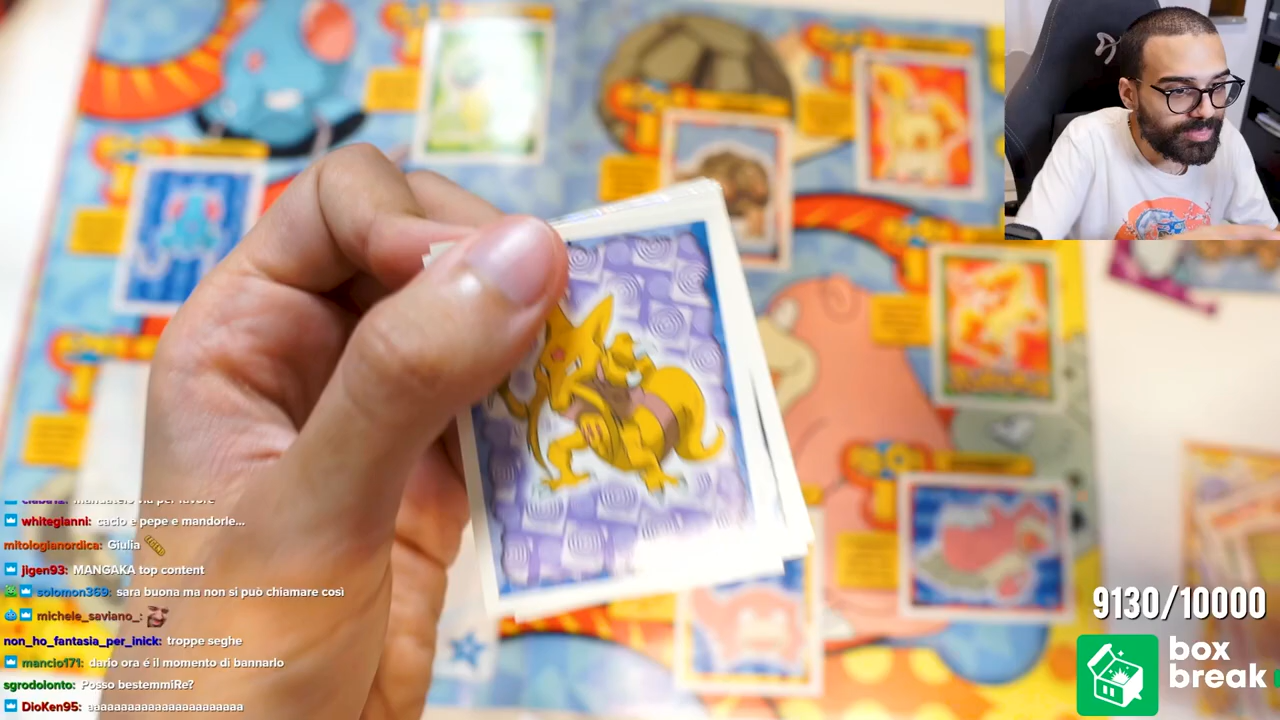 whitegianni: cacio e pepe e mandorle...
mitologianordica: Giulia
jigen93: MANGAKA top content
solomon369: sara buona ma non si può chiamare così
michele_saviano_:
non_ho_fantasia_per_inick: troppe seghe
mancio171: dario ora é il momento di bannarlo
sgrodolonto: Posso bestemmiRe?
DioKen95: aaaaaaaaaaaaaaaaaaaaaaa
9130/10000
box
break